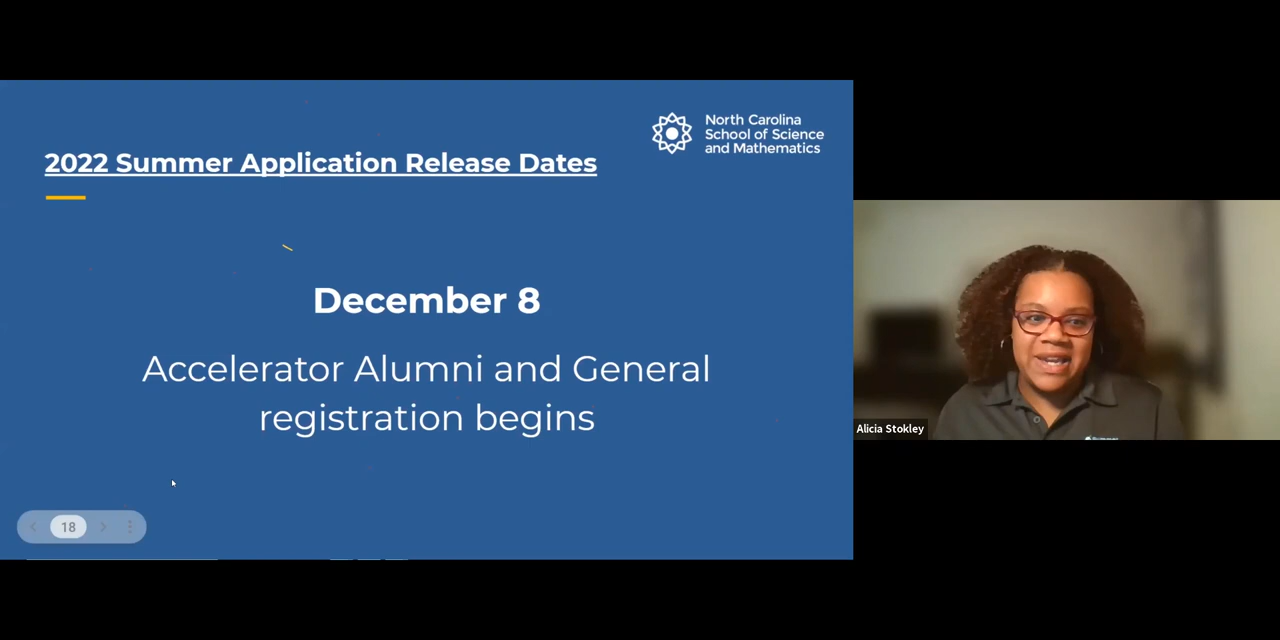 North Carolina
School of Science
and Mathematics
2022 Summer Application Release Dates
December 8
Accelerator Alumni and General
registration begins
18
Alicia Stokley